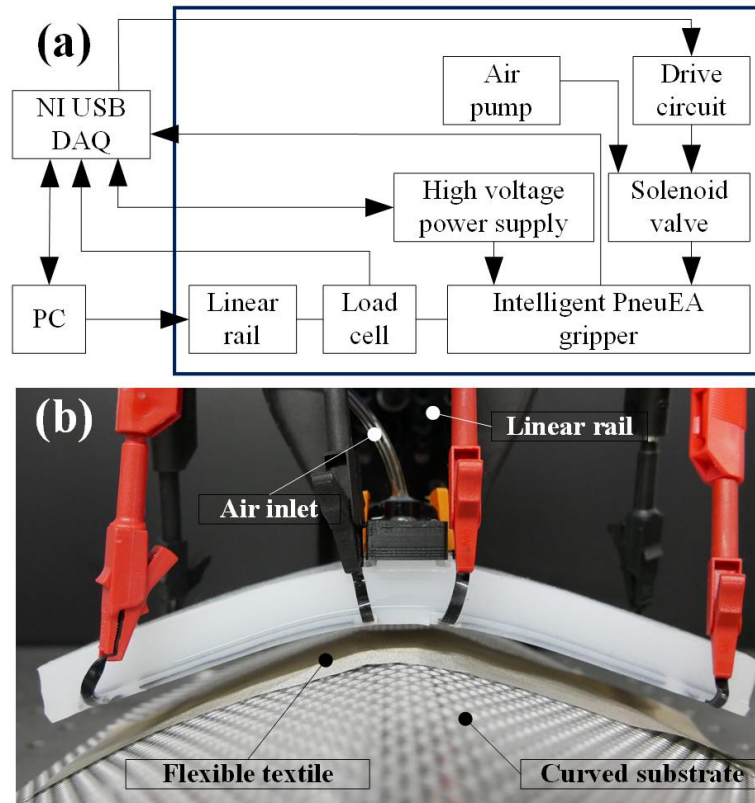 (a)
Air
pump
Drive
circuit
NI USB
DAQ
High voltage
power supply
Solenoid
valve
PC
Linear
rail
Load
cell
Intelligent PneuEA
gripper
(b)
Linear rail
Air inlet
Flexible textile
Curved substrate